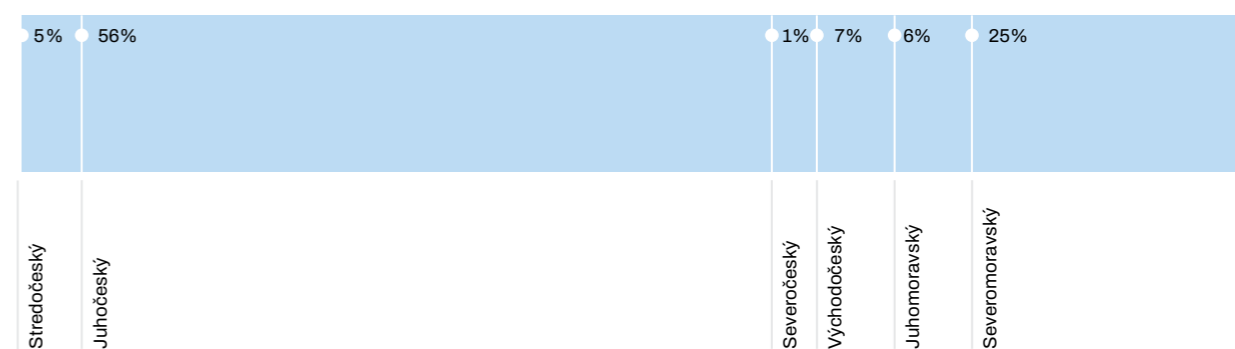 5%
56%
1%
7%
6%
25%
Stredočeský
Juhočeský
Severočeský
Východočeský
Juhomoravský
Severomoravský